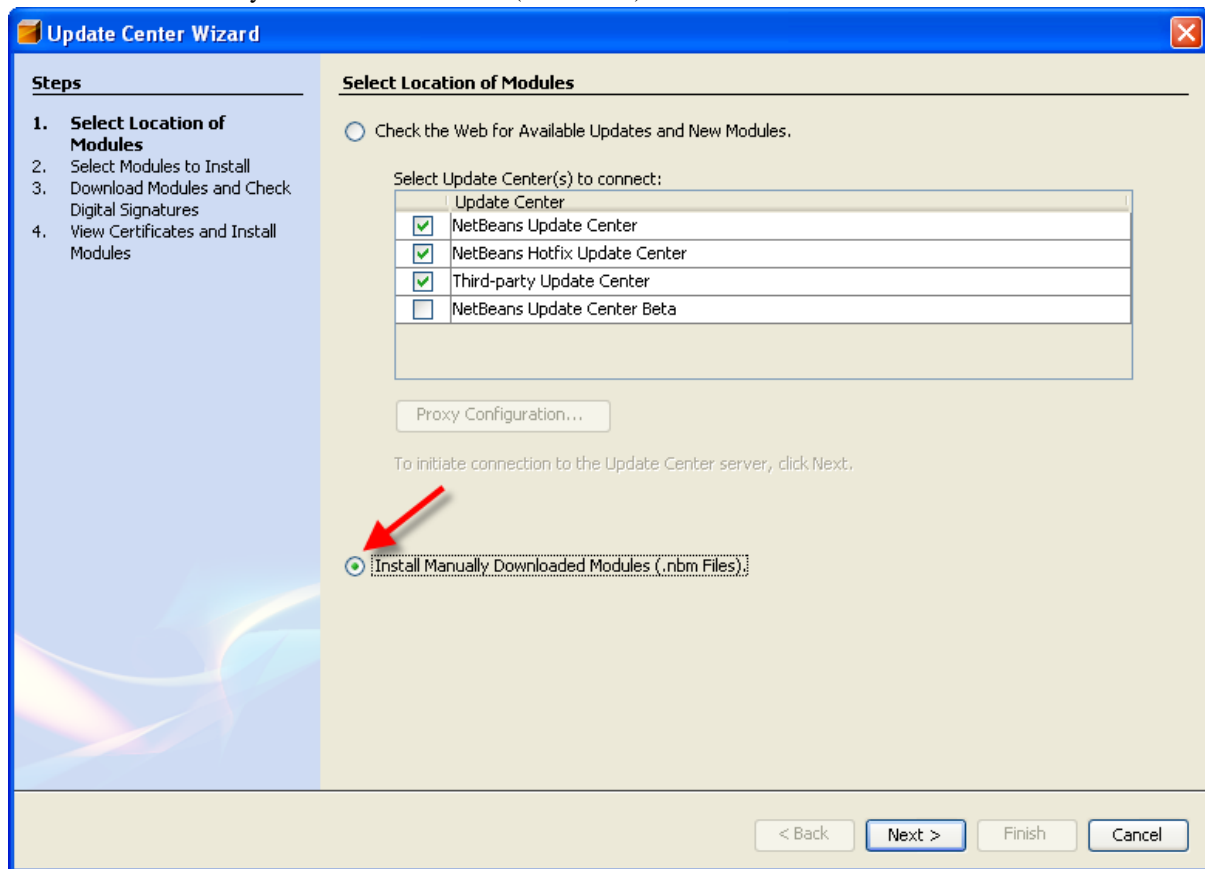 Update Center Wizard
Steps
1. Select Location of
Modules
2. Select Modules to Install
3. Download Modules and Check
Digital Signatures
4. View Certificates and Install
Modules
Select Location of Modules
Check the Web for Available Updates and New Modules.
Select Update Center(s) to connect:
Update Center
NetBeans Update Center
NetBeans Hotfix Update Center
Third-party Update Center
NetBeans Update Center Beta
Proxy Configuration...
To initiate connection to the Update Center server, click Next.
Install Manually Downloaded Modules (.nbm Files).
< Back
Next >
Finish
Cancel